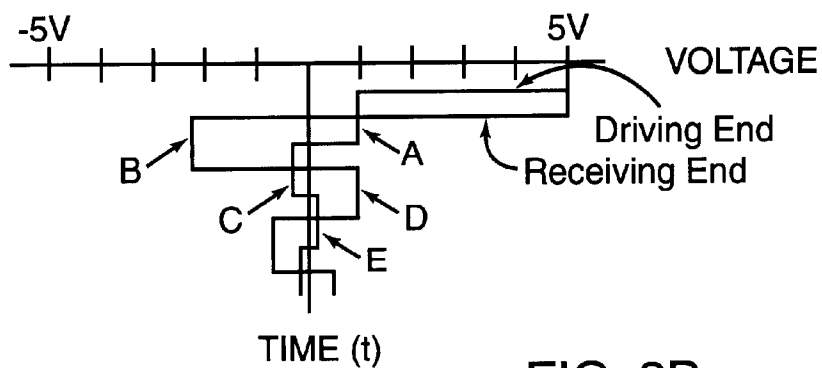 -5V
5V
VOLTAGE
Driving End
Receiving End
A
B
C
D
E
TIME (t)